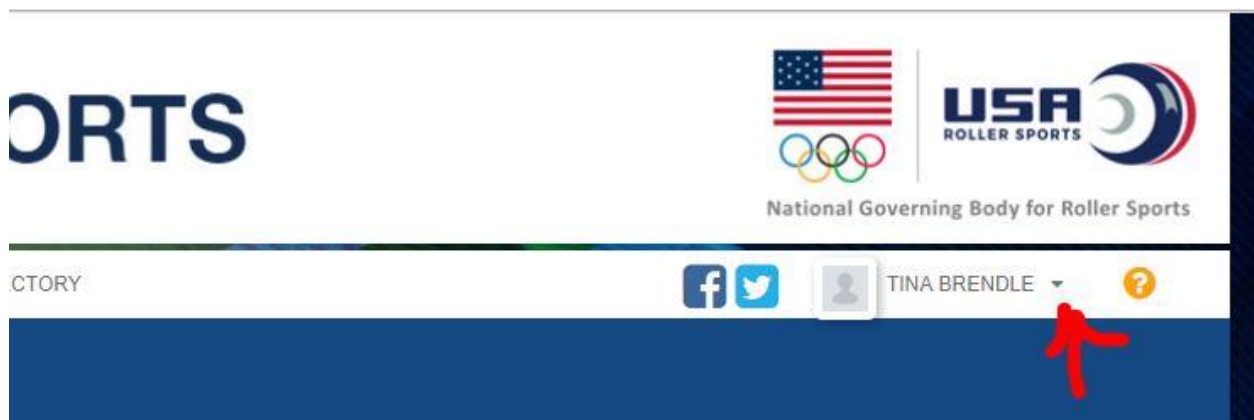 ORTS
USA
ROLLER SPORTS
National Governing Body for Roller Sports
CTORY
TINA BRENDLE
?